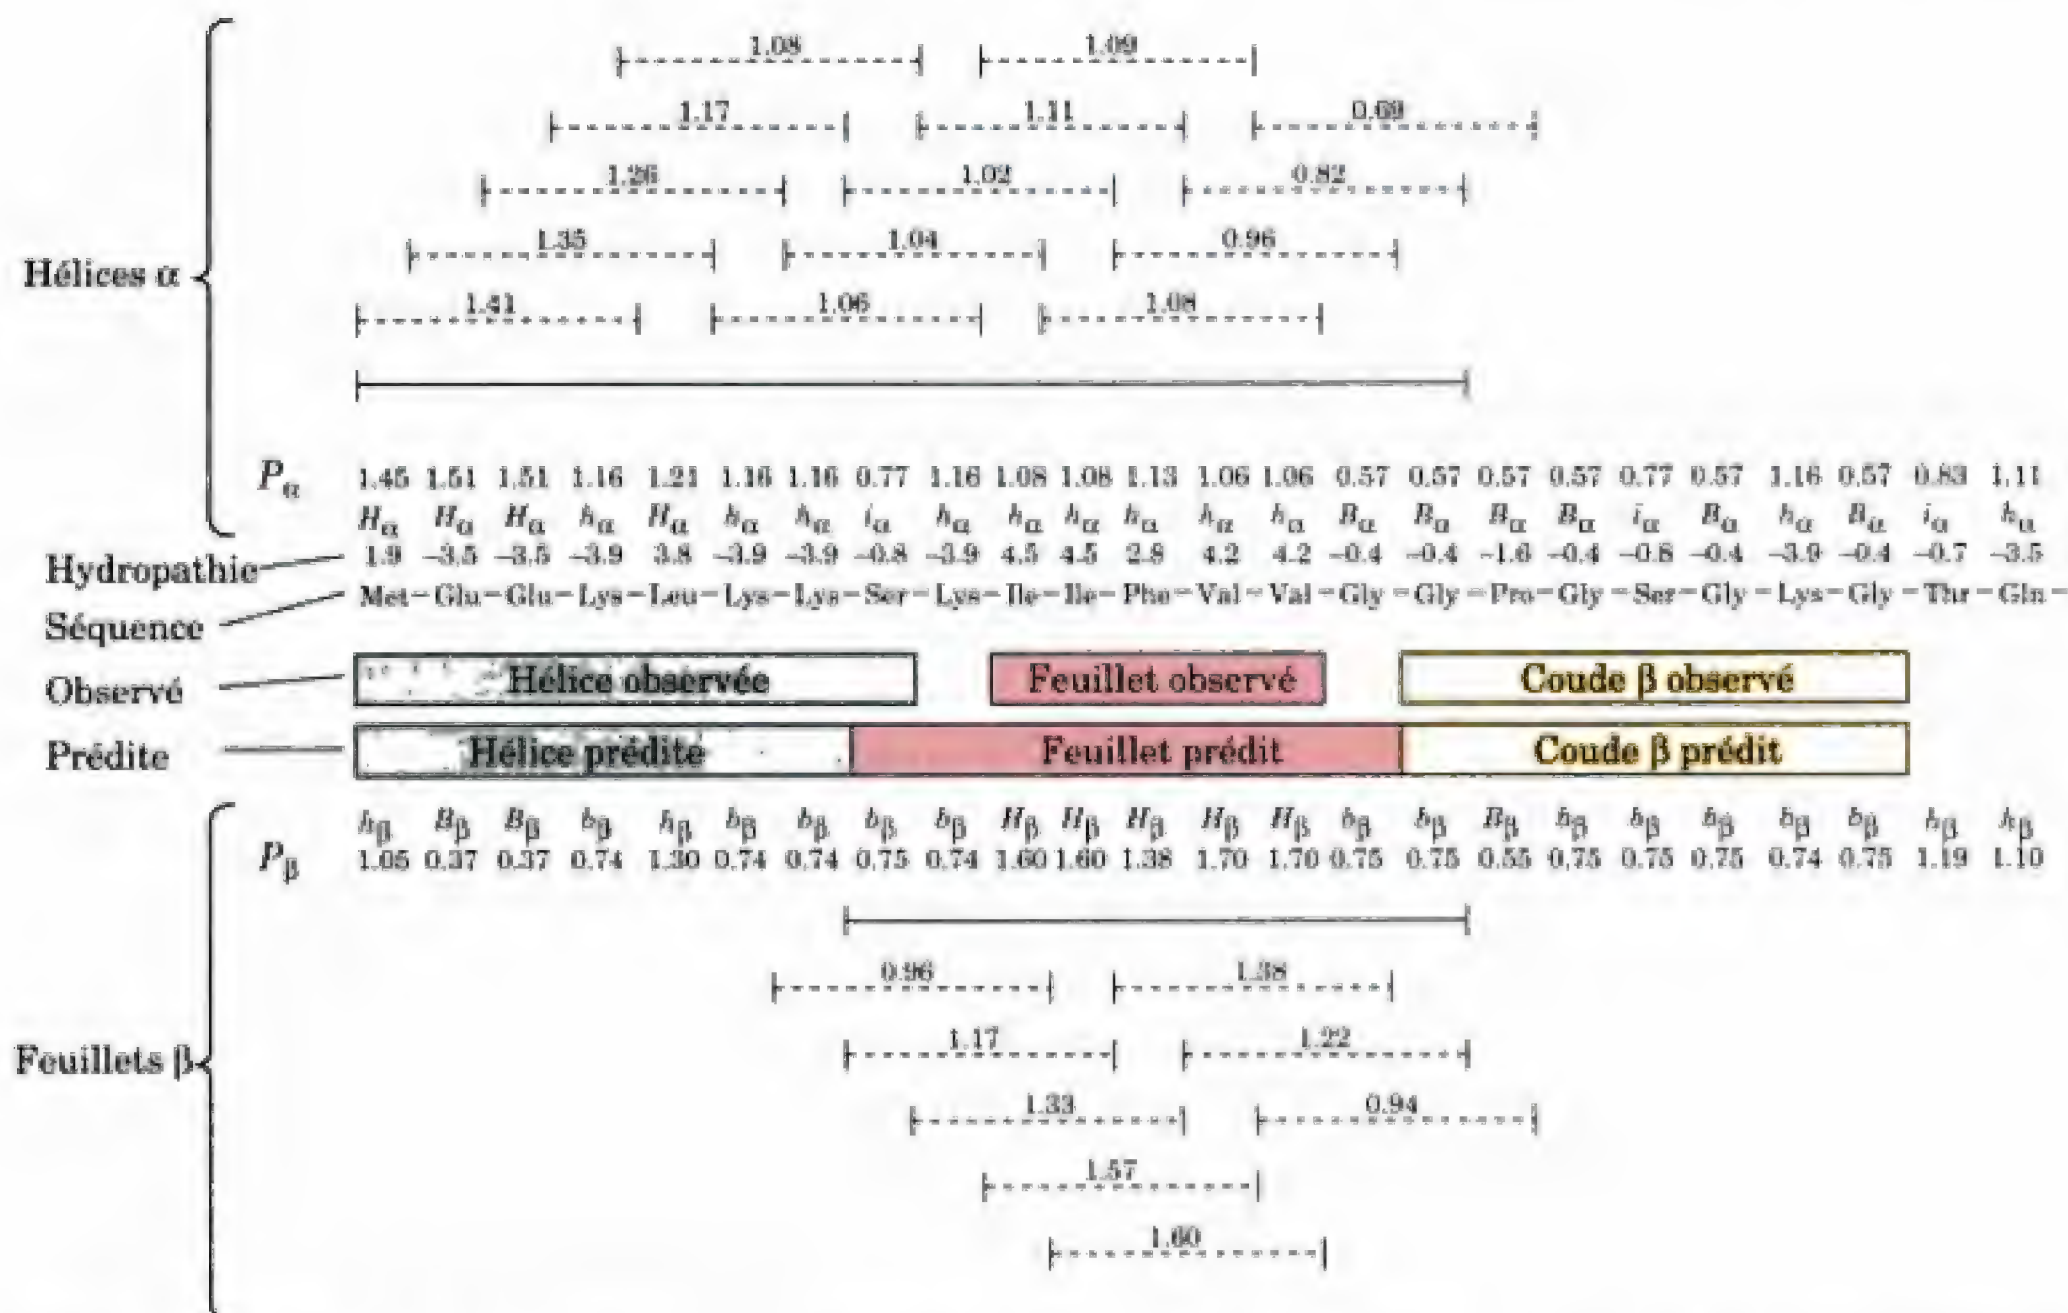 1.08 1.09
1.17 1.11 0.69
1.26 1.02 0.82
1.35 1.04 0.96
Hélices α
1.41 1.06 1.08
Pα 1.45 1.51 1.51 1.16 1.21 1.16 1.16 0.77 1.16 1.08 1.08 1.13 1.06 1.06 0.57 0.57 0.57 0.57 0.77 0.57 1.16 0.57 0.83 1.11
Hα Hα Hα hα Hα hα hα iα hα hα hα hα hα hα Bα Bα Bα Bα iα Bα hα Bα iα hα
Hydropathie 1.9 –3.5 –3.5 –3.9 3.8 –3.9 –3.9 –0.8 –3.9 4.5 4.5 2.8 4.2 4.2 –0.4 –0.4 –1.6 –0.4 –0.8 –0.4 –3.9 –0.4 –0.7 –3.5
Séquence Met–Glu–Glu–Lys–Leu–Lys–Lys–Ser–Lys–Ile–Ile–Phe–Val–Val–Gly–Gly–Pro–Gly–Ser–Gly–Lys–Gly–Thr–Gln–
Observé Hélice observée Feuillet observé Coude β observé
Prédite Hélice prédite Feuillet prédit Coude β prédit
hβ Bβ Bβ bβ hβ bβ bβ bβ bβ Hβ Hβ Hβ Hβ Hβ bβ bβ Bβ bβ bβ bβ bβ bβ hβ hβ
Pβ 1.05 0.37 0.37 0.74 1.30 0.74 0.74 0.75 0.74 1.60 1.60 1.38 1.70 1.70 0.75 0.75 0.55 0.75 0.75 0.75 0.74 0.75 1.19 1.10
0.96 1.38
1.17 1.22
Feuillets β
1.33 0.94
1.57
1.60